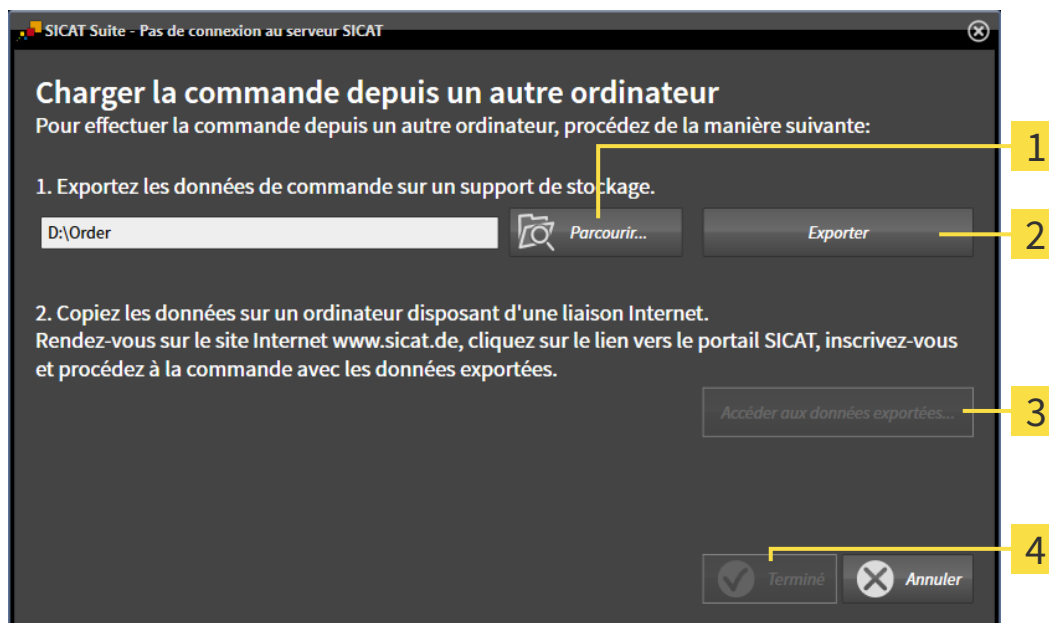 SICAT Suite - Pas de connexion au serveur SICAT
Charger la commande depuis un autre ordinateur
Pour effectuer la commande depuis un autre ordinateur, procédez de la manière suivante:
1
1. Exportez les données de commande sur un support de stockage.
D:\Order
Parcourir...
Exporter
2
2. Copiez les données sur un ordinateur disposant d'une liaison Internet.
Rendez-vous sur le site Internet www.sicat.de, cliquez sur le lien vers le portail SICAT, inscrivez-vous
et procédez à la commande avec les données exportées.
Accéder aux données exportées...
3
4
Terminé
Annuler